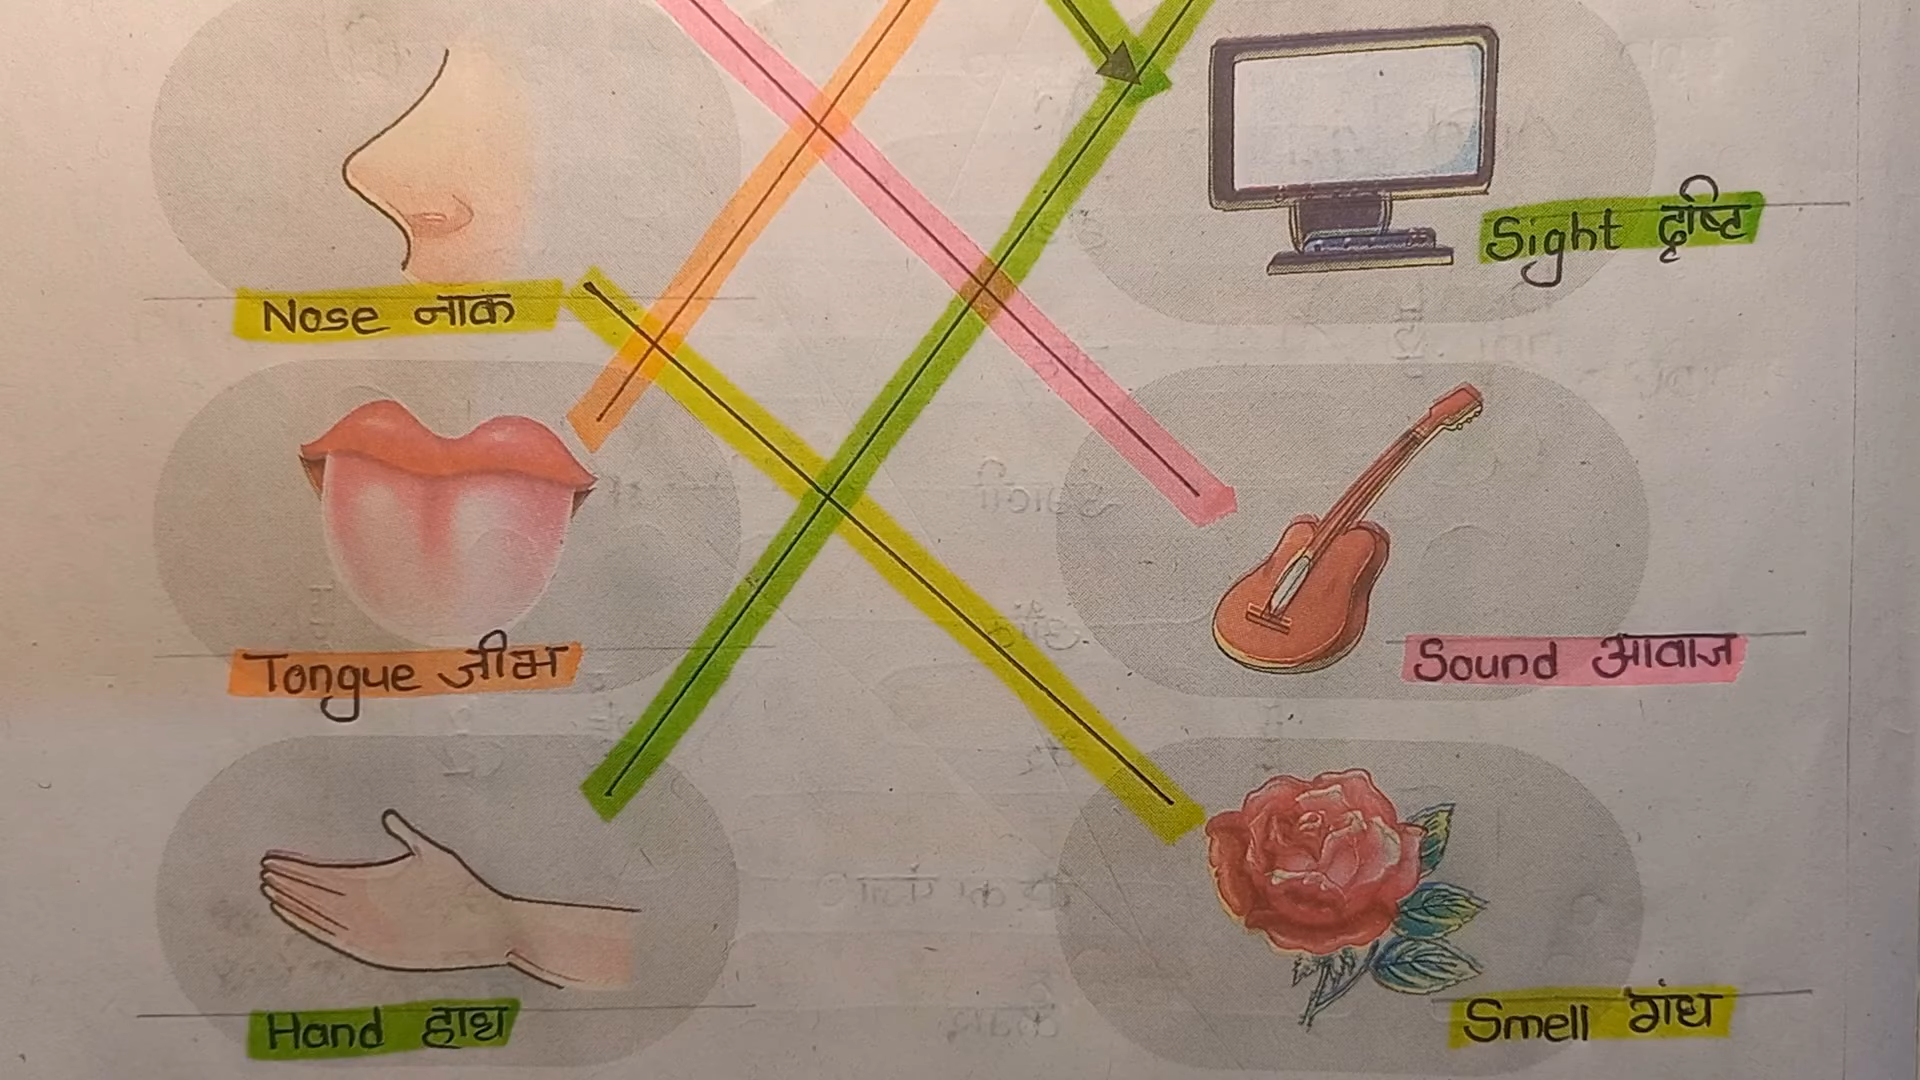 Sight दृष्टि
Nose नाक
Tongue जीभ
Sound आवाज
Hand हाथ
Smell गंध